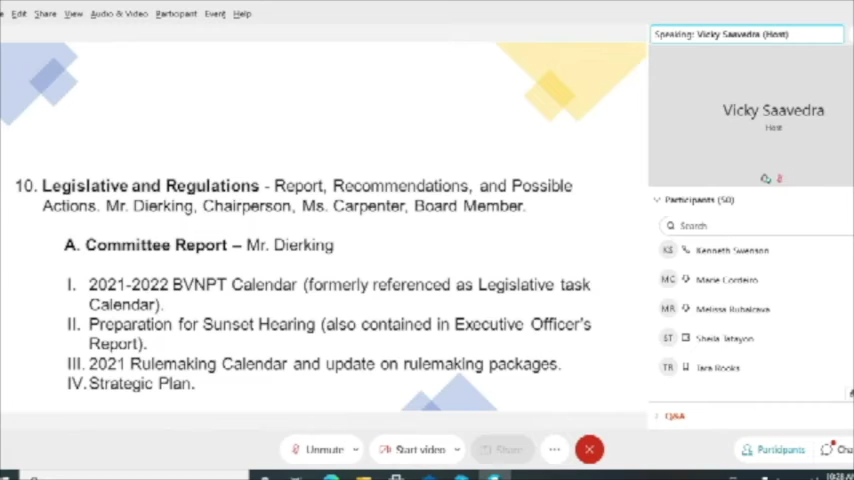 Edit Share View Audio & Video Participant Event Help
Speaking: Vicky Saavedra (Host)
Vicky Saavedra
Host
10. Legislative and Regulations - Report, Recommendations, and Possible
Actions. Mr. Dierking, Chairperson, Ms. Carpenter, Board Member.
A. Committee Report – Mr. Dierking
I. 2021-2022 BVNPT Calendar (formerly referenced as Legislative task
Calendar).
II. Preparation for Sunset Hearing (also contained in Executive Officer's
Report).
III. 2021 Rulemaking Calendar and update on rulemaking packages.
IV. Strategic Plan.
Participants (50)
Search
KS Kenneth Swenson
MC Marie Cordeiro
MR Melissa Rubalcava
ST Sheila Tatayon
TR Tara Rooks
Q&A
Unmute
Start video
Share
Participants
Cha